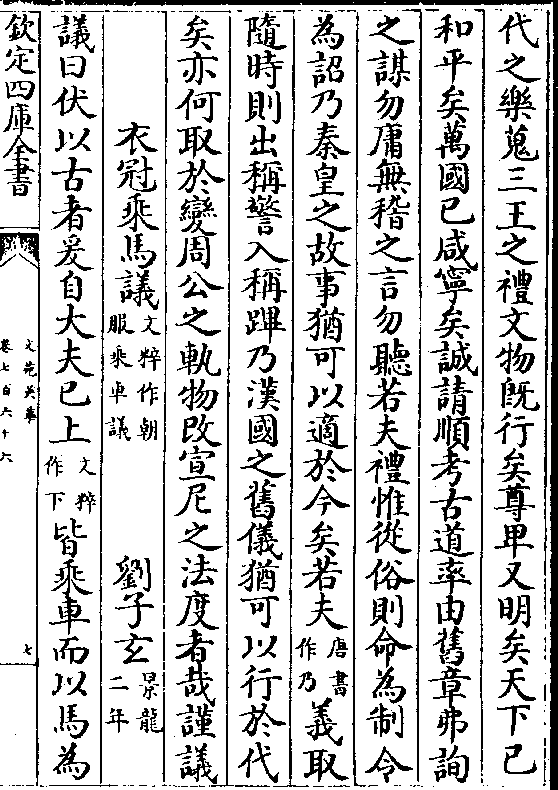 代之樂蒐三王之禮文物既行矣尊卑又明矣天下已
和平矣萬國已咸寧矣誠請順考古道率由舊章弗詢
之謀勿庸無稽之言勿聽若夫禮惟從俗則命為制令
為詔乃秦皇之故事猶可以適於今矣若夫唐書作乃義取
隨時則出稱警入稱蹕乃漢國之舊儀猶可以行於代
矣亦何取於變周公之軌物改宣尼之法度者哉謹議
衣冠乘馬議文粹作朝服乘車議 劉子玄景龍二年
議曰伏以古者爰自大夫已上文粹作下皆乘車而以馬為
欽定四庫全書
文苑英華
卷七百六十六
七